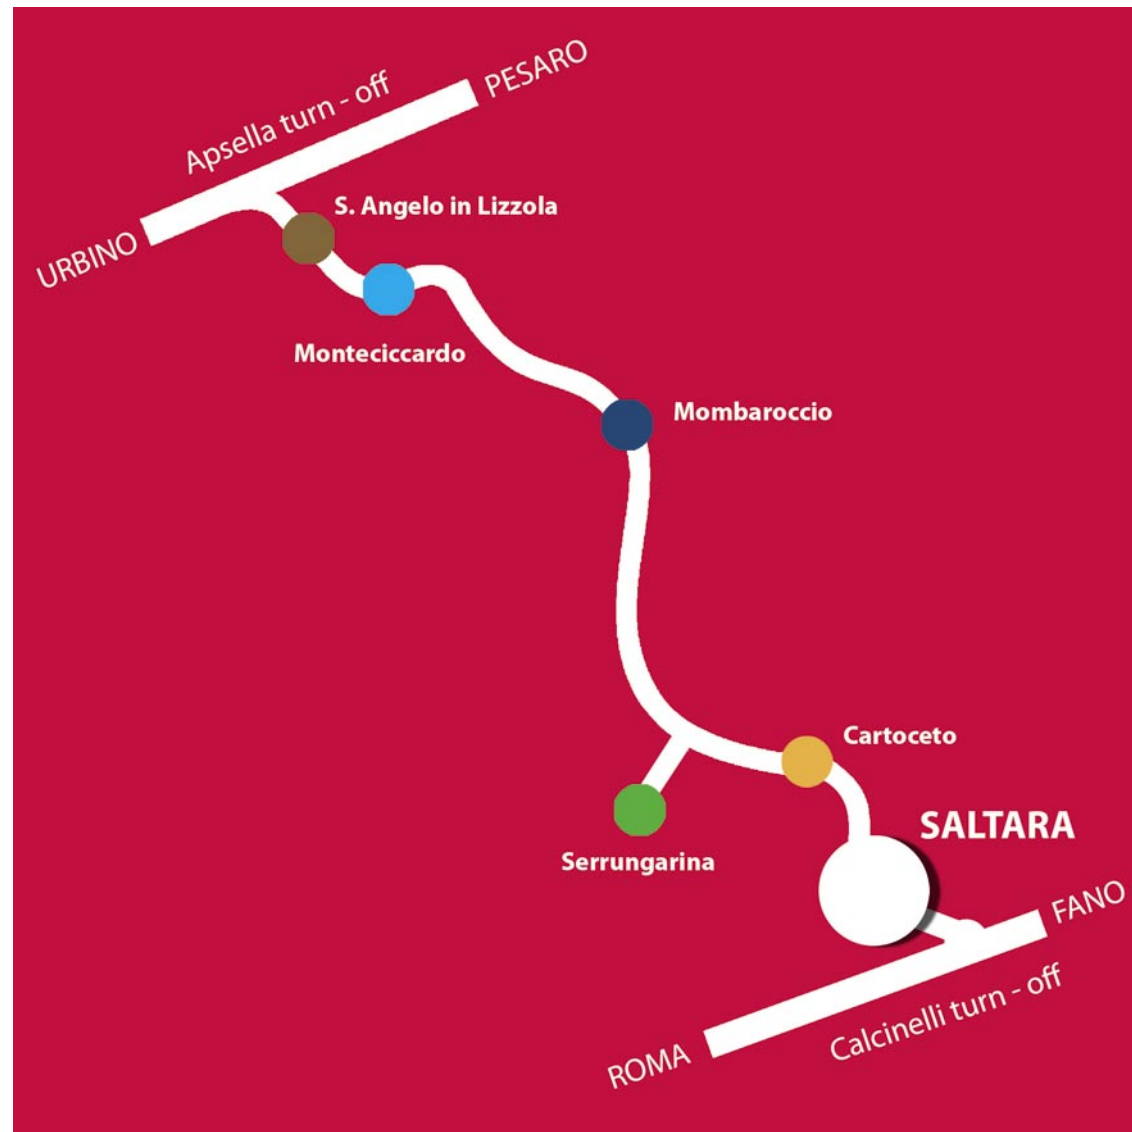 PESARO
Apsella turn - off
URBINO
S. Angelo in Lizzola
Monteciccardo
Mombaroccio
Cartoceto
SALTARA
Serrungarina
FANO
Calcinelli turn - off
ROMA